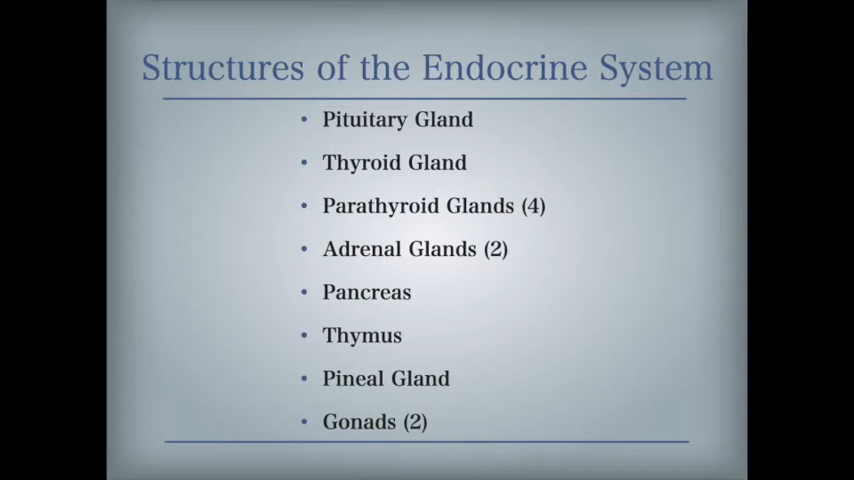 Structures of the Endocrine System
• Pituitary Gland
• Thyroid Gland
• Parathyroid Glands (4)
• Adrenal Glands (2)
• Pancreas
• Thymus
• Pineal Gland
• Gonads (2)